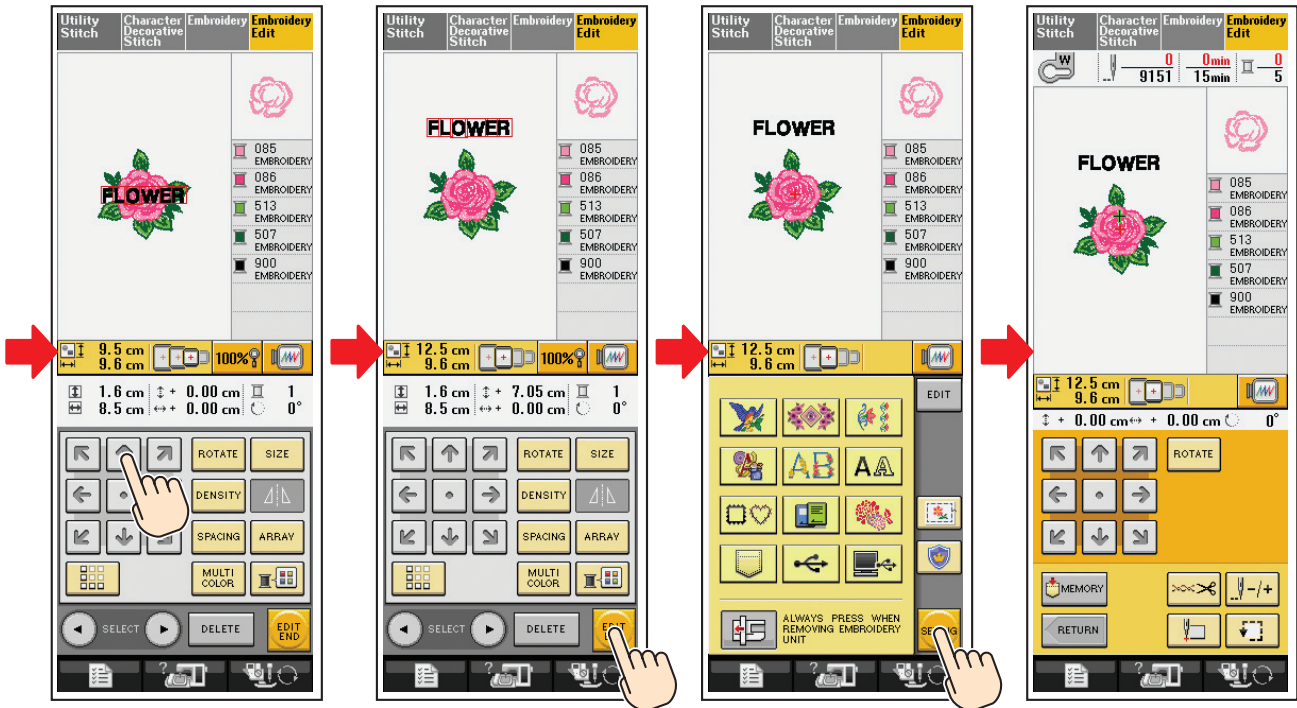 Utility Stitch
Character Decorative Stitch
Embroidery
Embroidery Edit
FLOWER
085 EMBROIDERY
086 EMBROIDERY
513 EMBROIDERY
507 EMBROIDERY
900 EMBROIDERY
9.5 cm
9.6 cm
100%
1.6 cm + 0.00 cm 1
8.5 cm + 0.00 cm 0°
ROTATE
SIZE
DENSITY
SPACING
ARRAY
MULTI COLOR
SELECT
DELETE
EDIT END
?
Utility Stitch
Character Decorative Stitch
Embroidery
Embroidery Edit
FLOWER
085 EMBROIDERY
086 EMBROIDERY
513 EMBROIDERY
507 EMBROIDERY
900 EMBROIDERY
12.5 cm
9.6 cm
100%
1.6 cm + 7.05 cm 1
8.5 cm + 0.00 cm 0°
ROTATE
SIZE
DENSITY
SPACING
ARRAY
MULTI COLOR
SELECT
DELETE
?
Utility Stitch
Character Decorative Stitch
Embroidery
Embroidery Edit
FLOWER
085 EMBROIDERY
086 EMBROIDERY
513 EMBROIDERY
507 EMBROIDERY
900 EMBROIDERY
12.5 cm
9.6 cm
EDIT
AB
AA
ALWAYS PRESS WHEN
REMOVING EMBROIDERY
UNIT
?
Utility Stitch
Character Decorative Stitch
Embroidery
Embroidery Edit
W
0
9151
0min
15min
0
5
FLOWER
085 EMBROIDERY
086 EMBROIDERY
513 EMBROIDERY
507 EMBROIDERY
900 EMBROIDERY
12.5 cm
9.6 cm
+ 0.00 cm + 0.00 cm 0°
ROTATE
MEMORY
-/+
RETURN
?